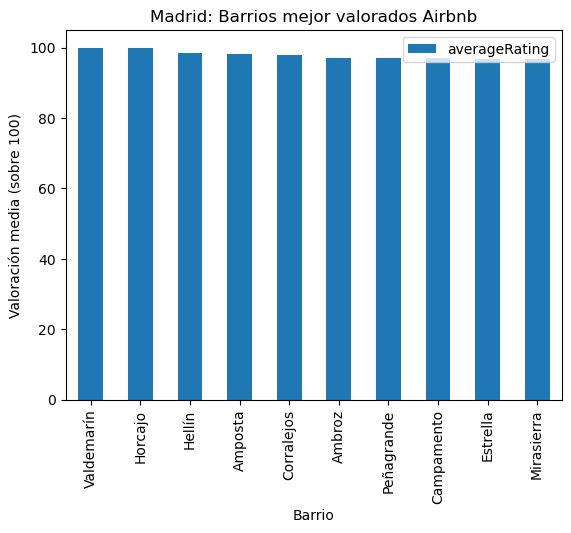 Madrid: Barrios mejor valorados Airbnb
averageRating
Valoración media (sobre 100)
100
80
60
40
20
0
Valdemarín
Horcajo
Hellín
Amposta
Corralejos
Ambroz
Peñagrande
Campamento
Estrella
Mirasierra
Barrio